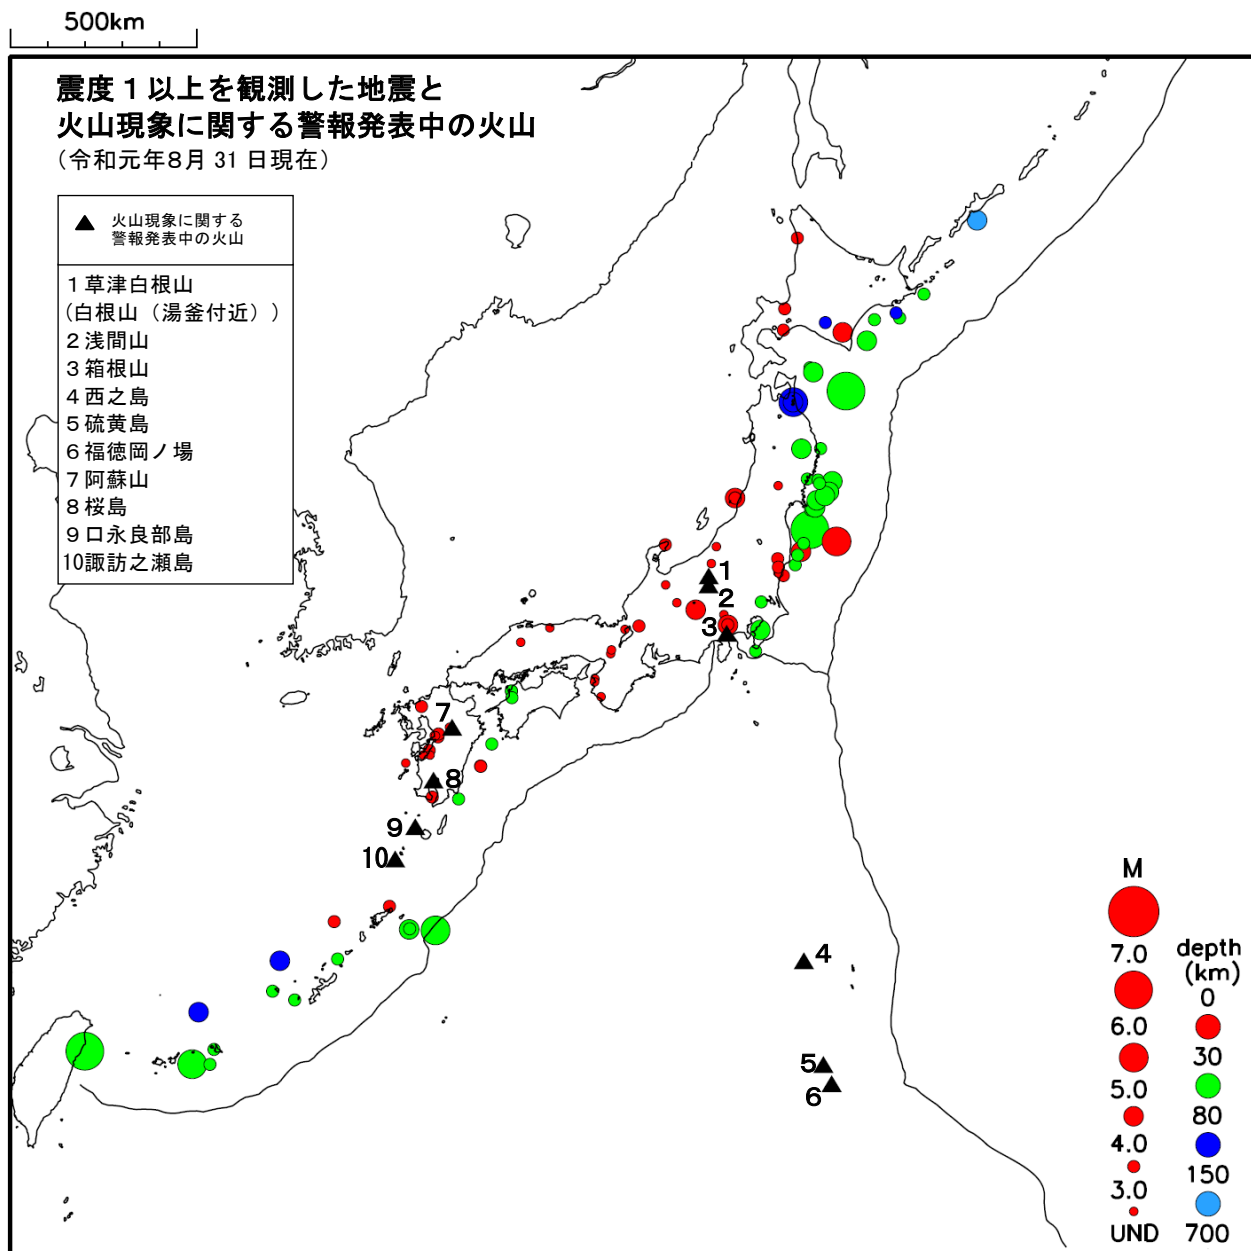 500km
震度１以上を観測した地震と
火山現象に関する警報発表中の火山
（令和元年８月 31 日現在）
火山現象に関する
警報発表中の火山
１草津白根山
(白根山（湯釜付近）)
２浅間山
３箱根山
４西之島
５硫黄島
６福徳岡ノ場
７阿蘇山
８桜島
９口永良部島
10諏訪之瀬島
1
2
3
7
8
9
10
4
5
6
M
7.0
6.0
5.0
4.0
3.0
UND
depth
(km)
0
30
80
150
700